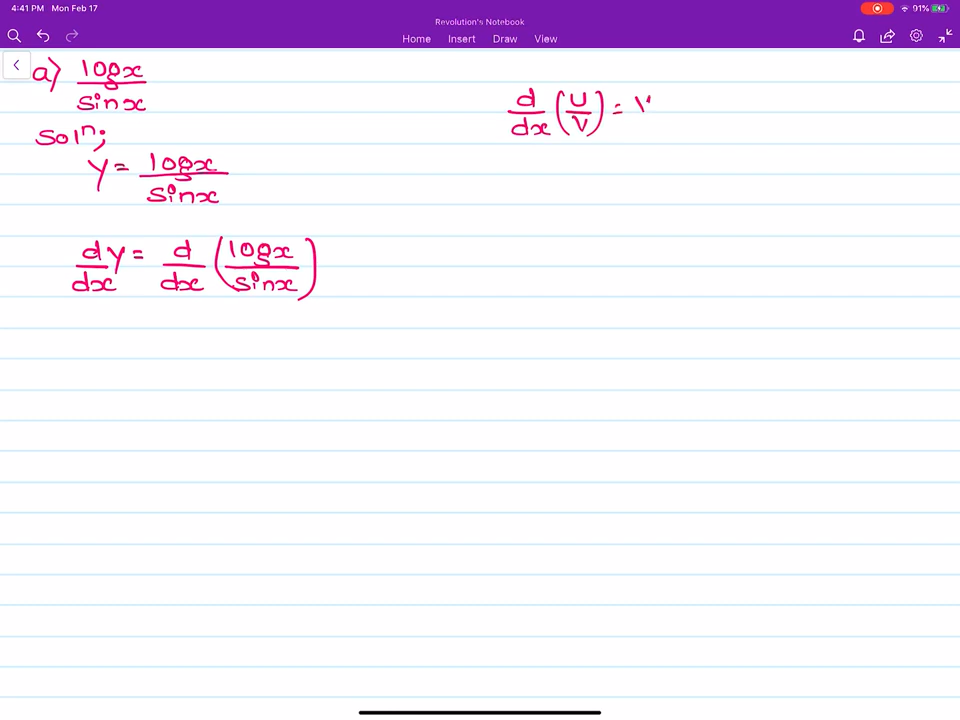 4:41 PM Mon Feb 17
91%
Revolution's Notebook
Home Insert Draw View
a) logx/sinx
Solⁿ;
y = logx/sinx
d/dx y = d/dx (logx/sinx)
d/dx (U/V) = V